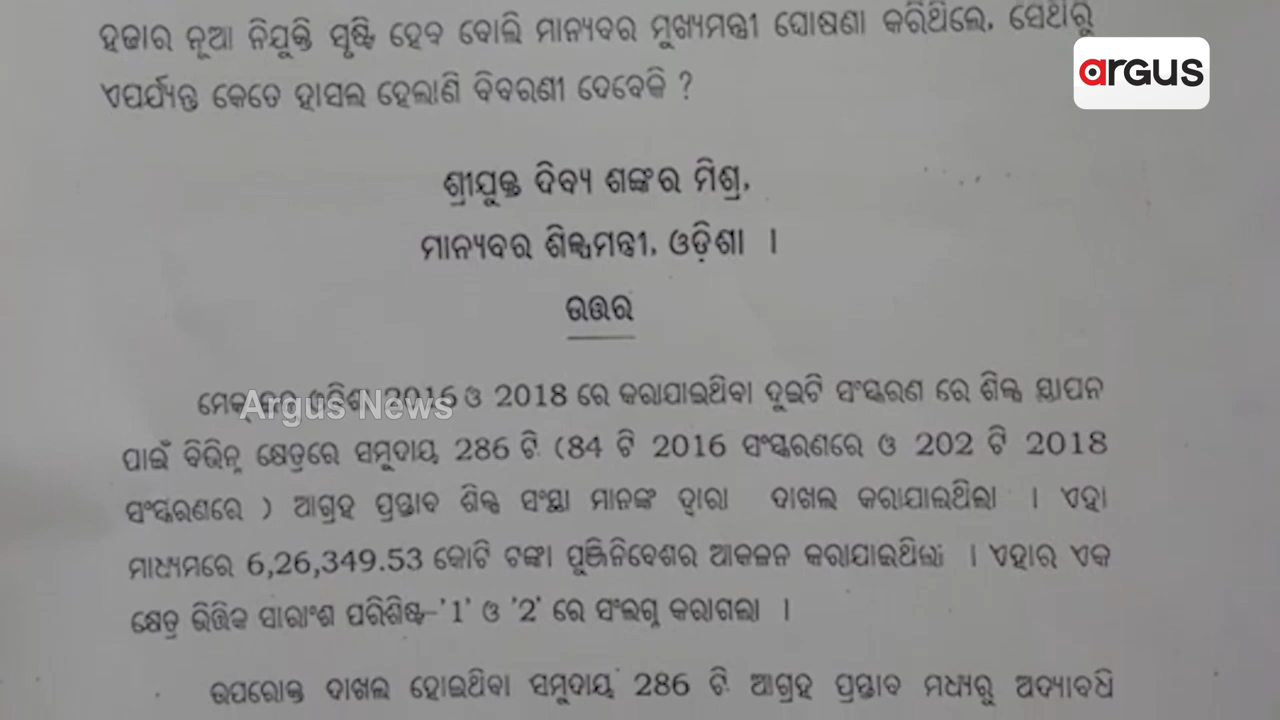 ହଜାର ନୂଆ ନିଯୁକ୍ତି ସୃଷ୍ଟି ହେବ ବୋଲି ମାନ୍ୟବର ମୁଖ୍ୟମନ୍ତ୍ରୀ ଘୋଷଣା କରିଥିଲେ, ସେଥିରୁ
argus
ଏପର୍ଯ୍ୟନ୍ତ କେତେ ହାସଲ ହେଲାଣି ବିବରଣୀ ଦେବେକି ?
ଶ୍ରୀଯୁକ୍ତ ଦିବ୍ୟ ଶଙ୍କର ମିଶ୍ର,
ମାନ୍ୟବର ଶିଳ୍ପମନ୍ତ୍ରୀ, ଓଡ଼ିଶା ।
ଉତ୍ତର
2016 ଓ 2018 ରେ କରାଯାଇଥିବା ଦୁଇଟି ସଂସ୍କରଣ ରେ ଶିଳ୍ପ ସ୍ଥାପନ
Argus News
ପାଇଁ ବିଭିନ୍ନ କ୍ଷେତ୍ରରେ ସମୁଦାୟ 286 ଟି (84 ଟି 2016 ସଂସ୍କରଣରେ ଓ 202 ଟି 2018
ସଂସ୍କରଣରେ ) ଆଗ୍ରହ ପ୍ରସ୍ତାବ ଶିଳ୍ପ ସଂସ୍ଥା ମାନଙ୍କ ଦ୍ୱାରା ଦାଖଲ କରାଯାଇଥିଲା । ଏହା
ମାଧ୍ୟମରେ 6,26,349.53 କୋଟି ଟଙ୍କା ପୁଞ୍ଜିନିବେଶର ଆକଳନ କରାଯାଇଥିଲା । ଏହାର ଏକ
କ୍ଷେତ୍ର ଭିତ୍ତିକ ସାରାଂଶ ପରିଶିଷ୍ଟ-'1' ଓ '2' ରେ ସଂଲଗ୍ନ କରାଗଲା ।
ଉପରୋକ୍ତ ଦାଖଲ ହୋଇଥିବା ସମୁଦାୟ 286 ଟି ଆଗ୍ରହ ପ୍ରସ୍ତାବ ମଧ୍ୟରୁ ଅଦ୍ୟାବଧି